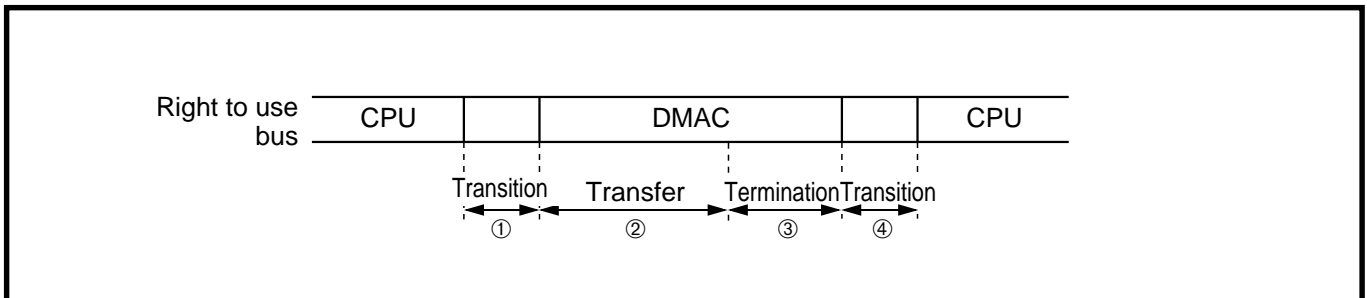 Right to use
bus
CPU DMAC CPU
Transition Transfer Termination Transition
① ② ③ ④